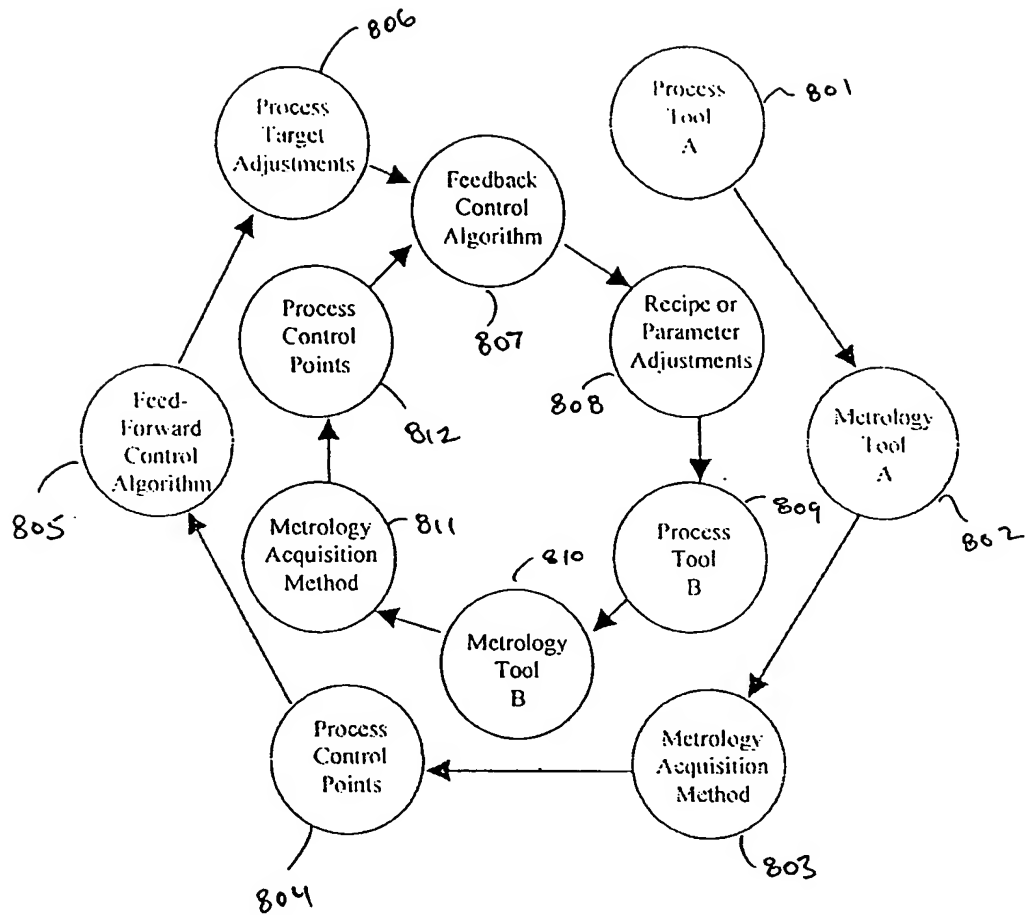 806
Process
Target
Adjustments
Process
Tool
A
801
Feedback
Control
Algorithm
807
Process
Control
Points
812
Recipe or
Parameter
Adjustments
808
Feed-
Forward
Control
Algorithm
805
Metrology
Tool
A
802
Metrology
Acquisition
Method
811
Process
Tool
B
809
810
Metrology
Tool
B
Process
Control
Points
804
Metrology
Acquisition
Method
803